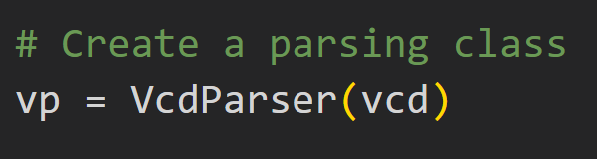 # Create a parsing class
vp = VcdParser(vcd)